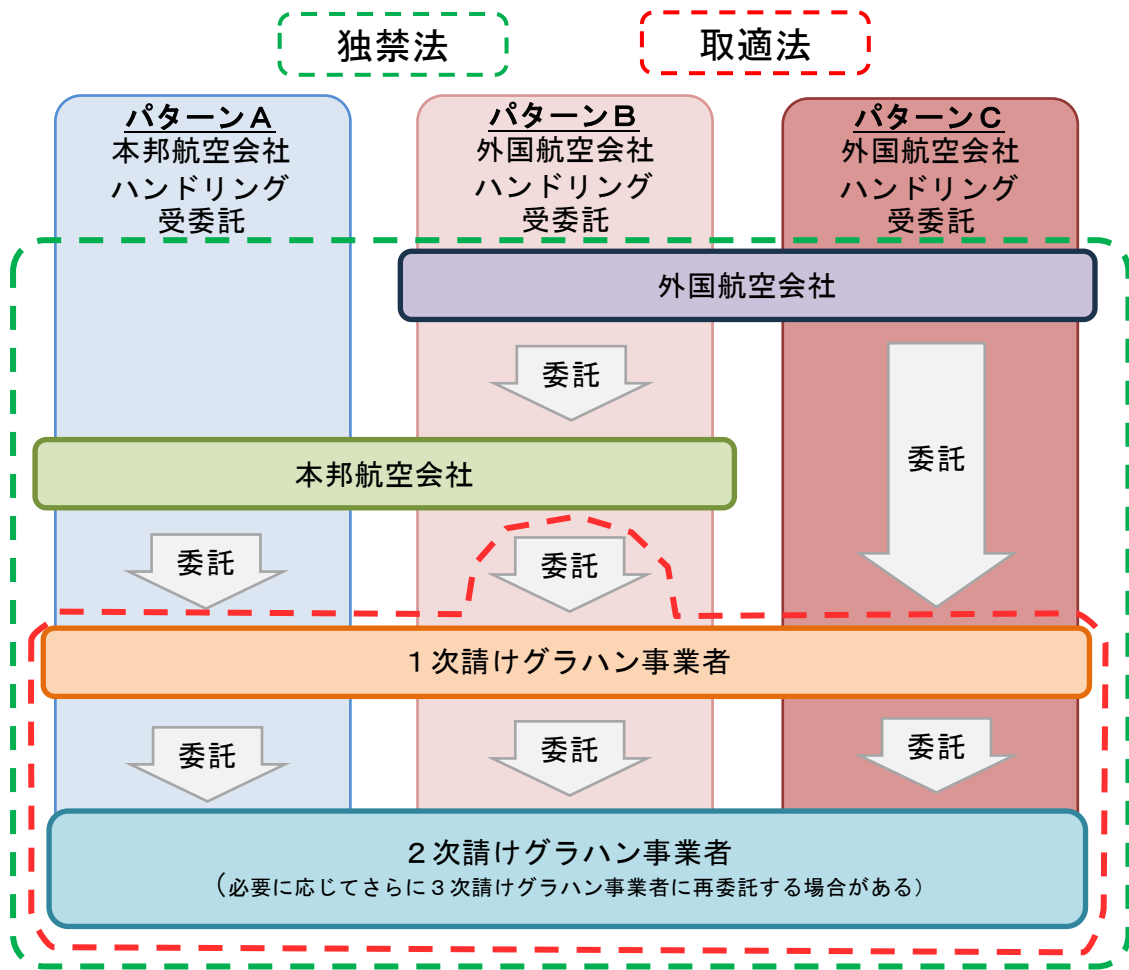 独禁法
取適法
パターンA
本邦航空会社
ハンドリング
受委託
パターンB
外国航空会社
ハンドリング
受委託
パターンC
外国航空会社
ハンドリング
受委託
外国航空会社
委託
委託
本邦航空会社
委託
委託
1次請けグラハン事業者
委託
委託
委託
2次請けグラハン事業者
(必要に応じてさらに3次請けグラハン事業者に再委託する場合がある)